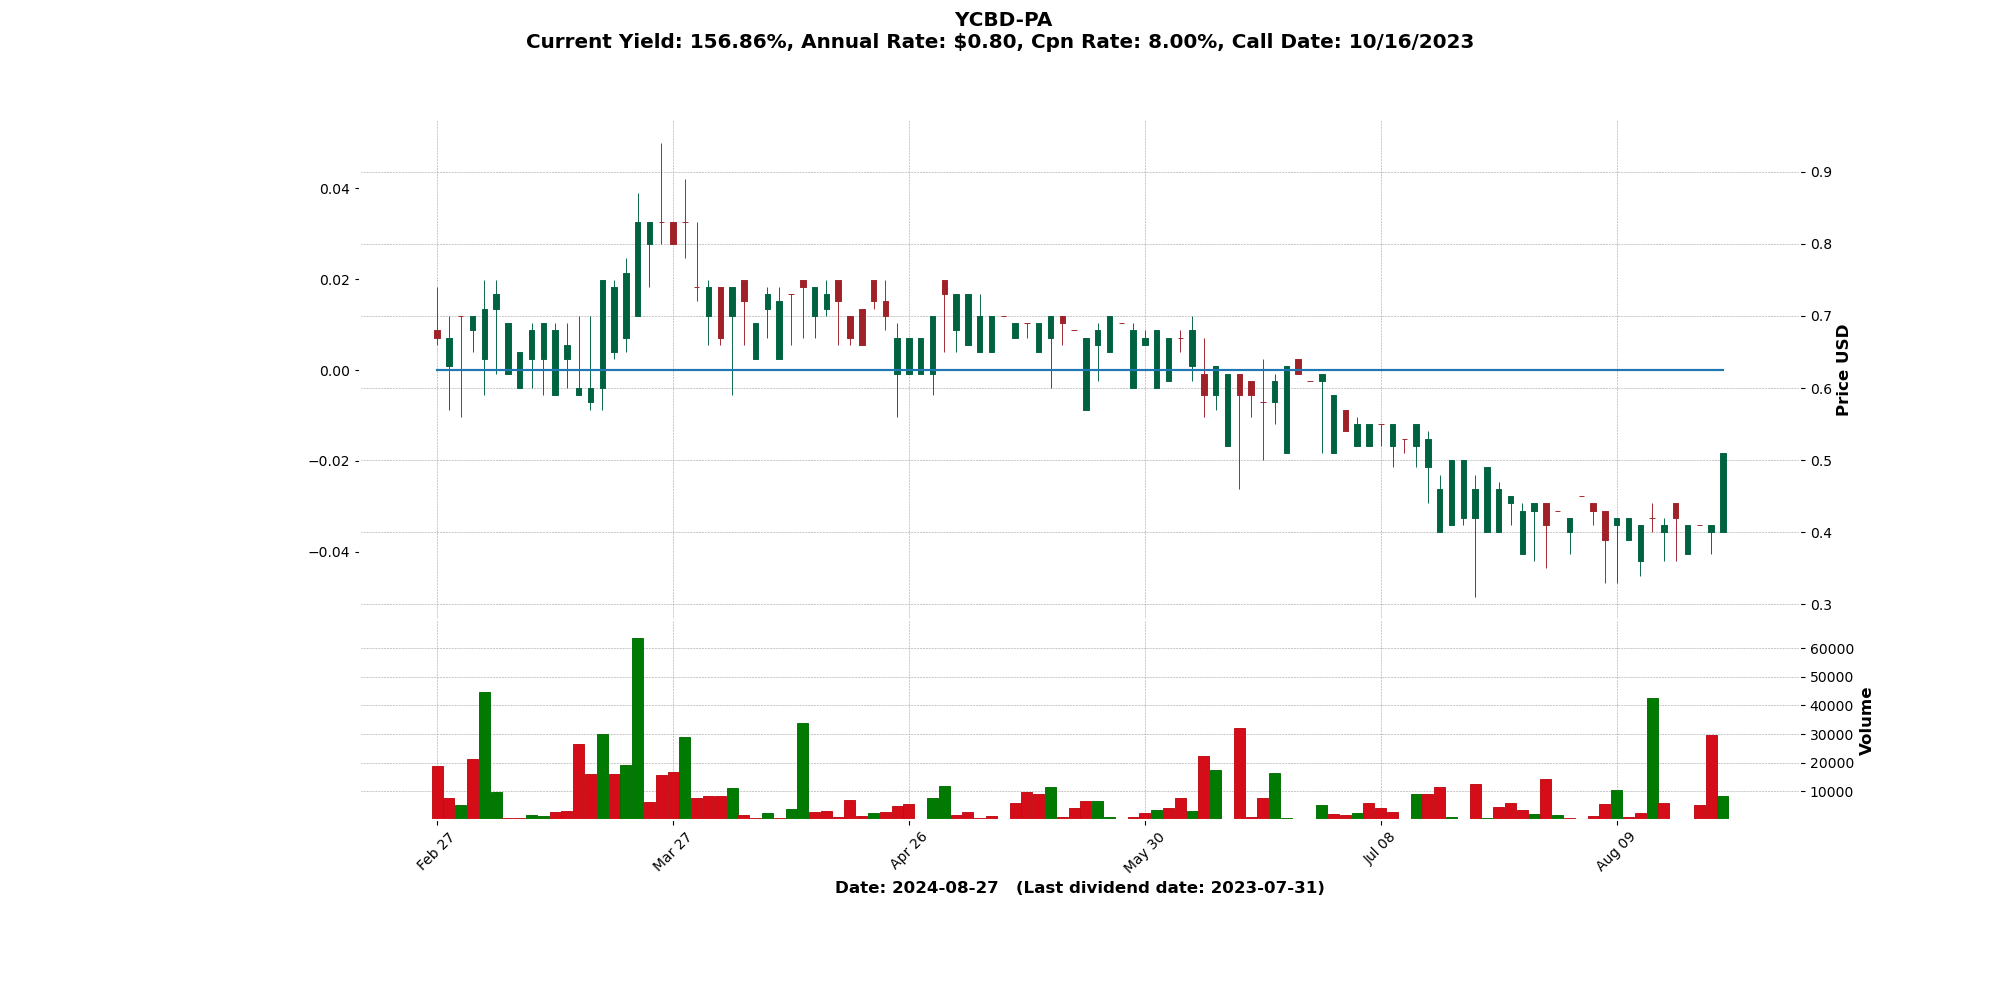 YCBD-PA
Current Yield: 156.86%, Annual Rate: $0.80, Cpn Rate: 8.00%, Call Date: 10/16/2023
0.04
0.02
0.00
−0.02
−0.04
0.9
0.8
0.7
0.6
0.5
0.4
0.3
Price USD
60000
50000
40000
30000
20000
10000
Volume
Feb 27
Mar 27
Apr 26
May 30
Jul 08
Aug 09
Date: 2024-08-27 (Last dividend date: 2023-07-31)